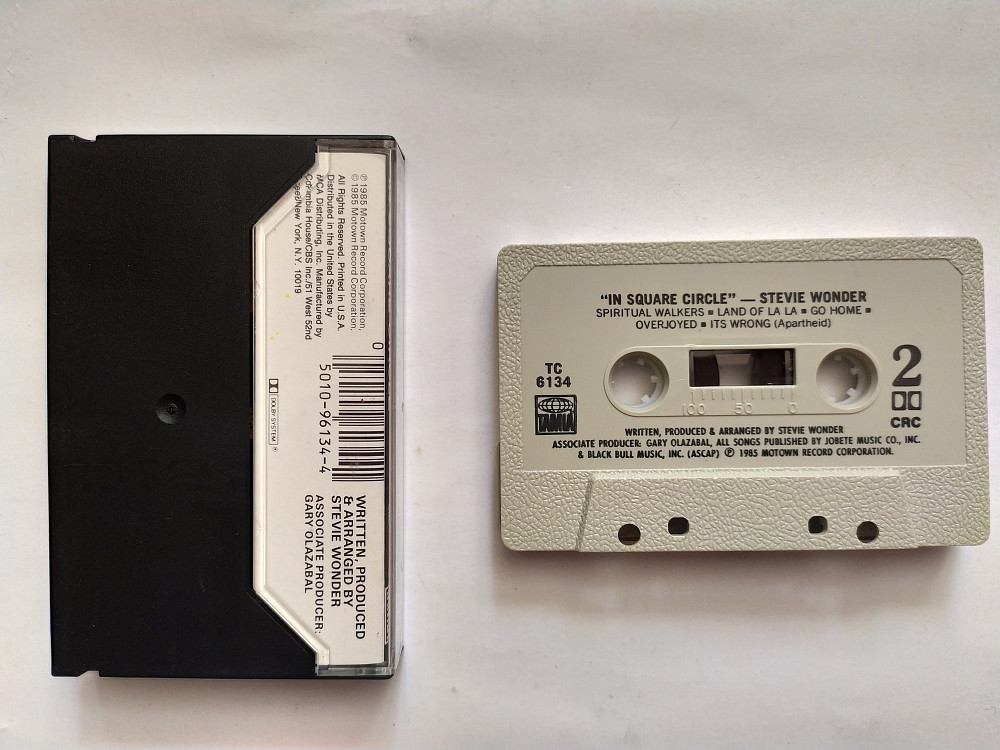 ℗ 1985 Motown Record Corporation,
© 1985 Motown Record Corporation.
All Rights Reserved. Printed in U.S.A.
Distributed in the United States by
MCA Distributing, Inc. Manufactured by
Columbia House/CBS Inc./51 West 52nd
New York, N.Y. 10019
0
5010-96134-4
DOLBY SYSTEM ®
WRITTEN, PRODUCED
& ARRANGED BY
STEVIE WONDER
ASSOCIATE PRODUCER:
GARY OLAZABAL
"IN SQUARE CIRCLE" — STEVIE WONDER
SPIRITUAL WALKERS ▪ LAND OF LA LA ▪ GO HOME ▪
OVERJOYED ▪ ITS WRONG (Apartheid)
TC
6134
TAMLA
2
CRC
100 50 0
WRITTEN, PRODUCED & ARRANGED BY STEVIE WONDER
ASSOCIATE PRODUCER: GARY OLAZABAL, ALL SONGS PUBLISHED BY JOBETE MUSIC CO., INC.
& BLACK BULL MUSIC, INC. (ASCAP) ℗ 1985 MOTOWN RECORD CORPORATION.